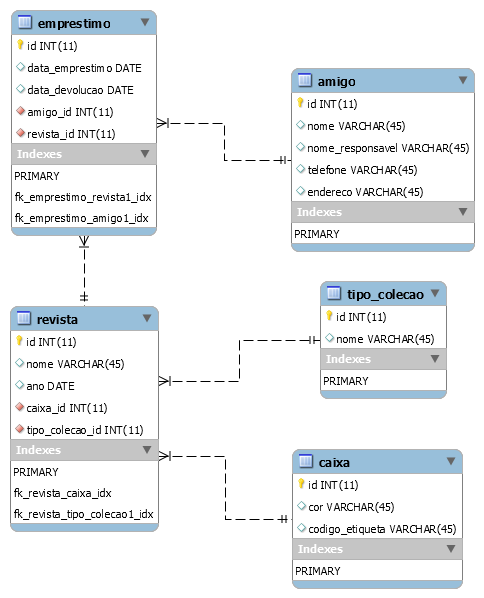 emprestimo
id INT(11)
data_emprestimo DATE
data_devolucao DATE
amigo_id INT(11)
revista_id INT(11)
Indexes
PRIMARY
fk_emprestimo_revista1_idx
fk_emprestimo_amigo1_idx
amigo
id INT(11)
nome VARCHAR(45)
nome_responsavel VARCHAR(45)
telefone VARCHAR(45)
endereco VARCHAR(45)
Indexes
PRIMARY
revista
id INT(11)
nome VARCHAR(45)
ano DATE
caixa_id INT(11)
tipo_colecao_id INT(11)
Indexes
PRIMARY
fk_revista_caixa_idx
fk_revista_tipo_colecao1_idx
tipo_colecao
id INT(11)
nome VARCHAR(45)
Indexes
PRIMARY
caixa
id INT(11)
cor VARCHAR(45)
codigo_etiqueta VARCHAR(45)
Indexes
PRIMARY